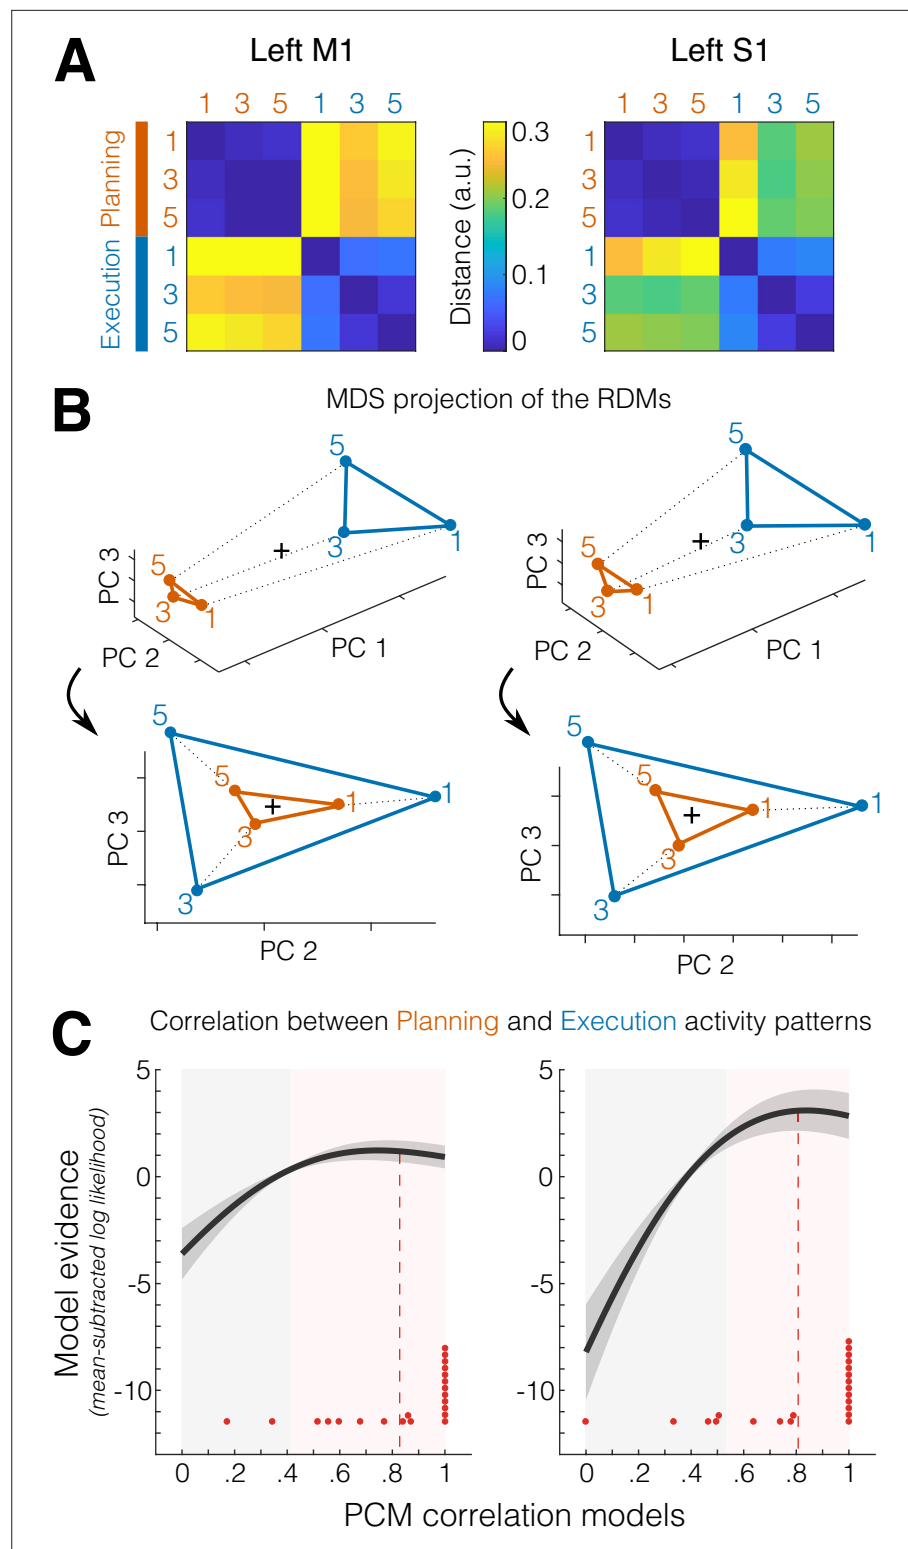 A
Left M1
Left S1
1 3 5 1 3 5
1 3 5 1 3 5
Planning
Execution
1
3
5
1
3
5
Distance (a.u.)
0.3
0.2
0.1
0
1
3
5
1
3
5
B
MDS projection of the RDMs
5
3
1
5
3
1
PC 3
PC 2
PC 1
5
3
1
5
3
1
PC 3
PC 2
PC 1
5
5
1
1
3
3
PC 3
PC 2
5
5
1
1
3
3
PC 3
PC 2
C
Correlation between Planning and Execution activity patterns
Model evidence
(mean-subtracted log likelihood)
5
0
-5
-10
0 .2 .4 .6 .8 1
5
0
-5
-10
0 .2 .4 .6 .8 1
PCM correlation models